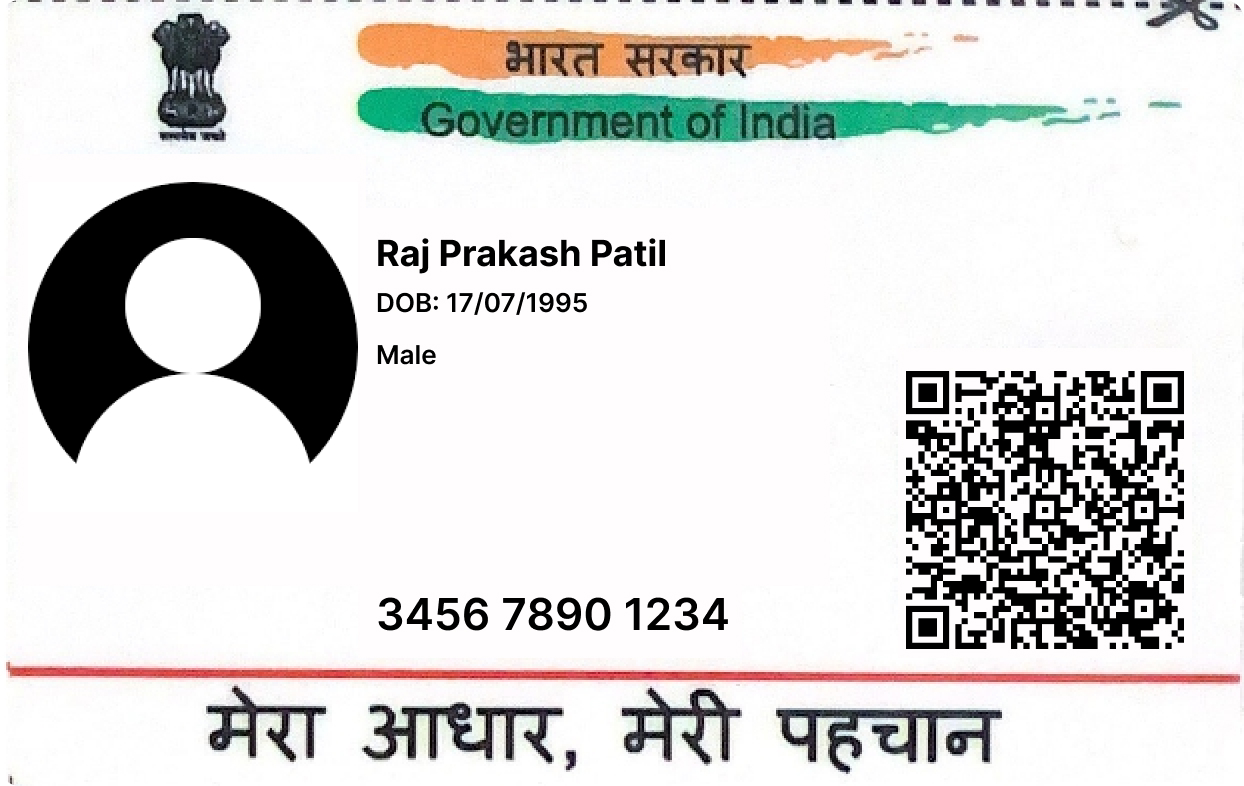 भारत सरकार
Government of India
सत्यमेव जयते
Raj Prakash Patil
DOB: 17/07/1995
Male
3456 7890 1234
मेरा आधार, मेरी पहचान